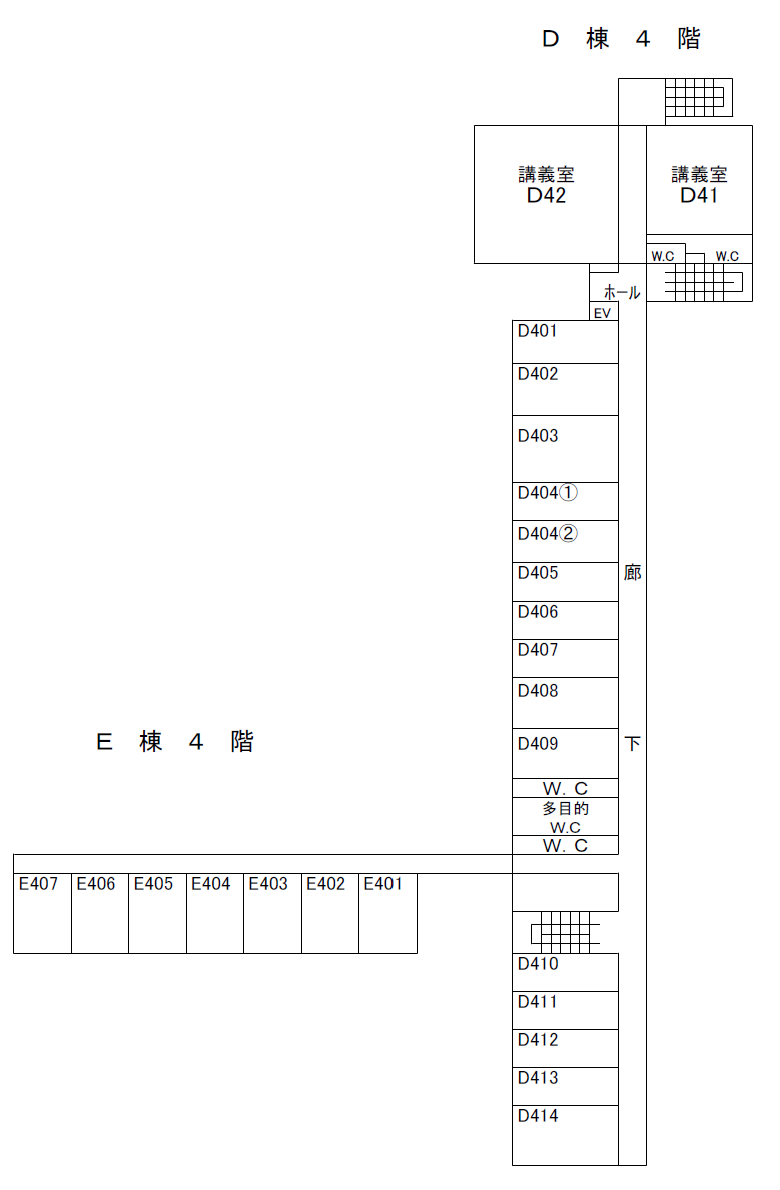 Ｄ　棟　４　階
講義室
D42
講義室
D41
W.C
W.C
ホール
EV
D401
D402
D403
D404①
D404②
D405
廊
D406
D407
D408
D409
下
Ｅ　棟　４　階
W. C
多目的
W.C
W. C
E407
E406
E405
E404
E403
E402
E401
D410
D411
D412
D413
D414